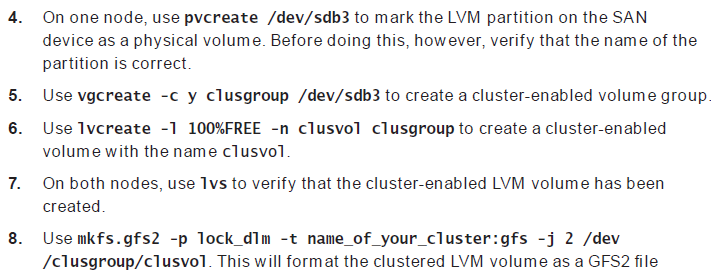 4. On one node, use pvcreate /dev/sdb3 to mark the LVM partition on the SAN
device as a physical volume. Before doing this, however, verify that the name of the
partition is correct.
5. Use vgcreate -c y clusgroup /dev/sdb3 to create a cluster-enabled volume group.
6. Use lvcreate -l 100%FREE -n clusvol clusgroup to create a cluster-enabled
volume with the name clusvol.
7. On both nodes, use lvs to verify that the cluster-enabled LVM volume has been
created.
8. Use mkfs.gfs2 -p lock_dlm -t name_of_your_cluster:gfs -j 2 /dev
/clusgroup/clusvol. This will format the clustered LVM volume as a GFS2 file